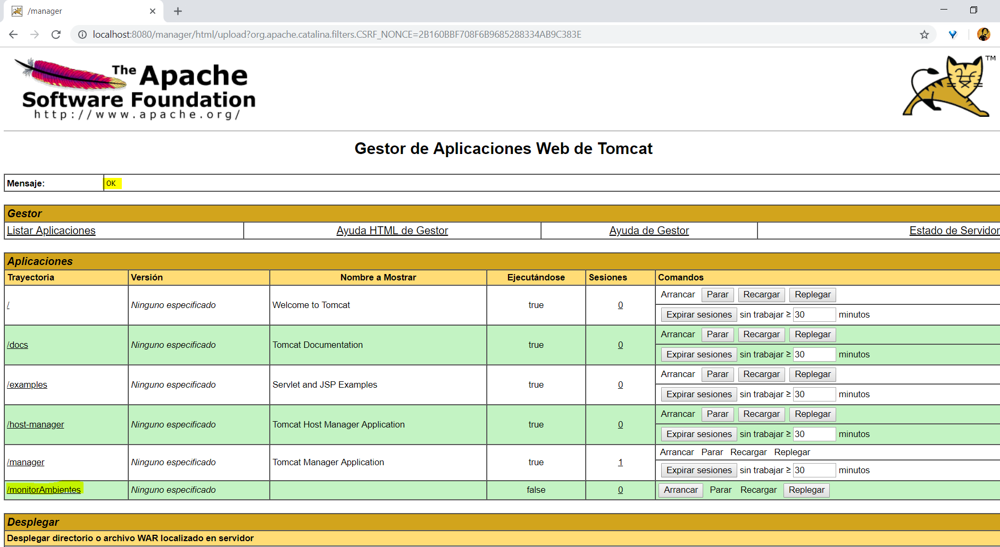 /manager
localhost:8080/manager/html/upload?org.apache.catalina.filters.CSRF_NONCE=2B160BBF708F6B9685288334AB9C383E
The Apache
Software Foundation
http://www.apache.org/
TM
Gestor de Aplicaciones Web de Tomcat
Mensaje: OK
Gestor
Listar Aplicaciones Ayuda HTML de Gestor Ayuda de Gestor Estado de Servidor
Aplicaciones
Trayectoria Versión Nombre a Mostrar Ejecutándose Sesiones Comandos
/ Ninguno especificado Welcome to Tomcat true 0 Arrancar Parar Recargar Replegar
Expirar sesiones sin trabajar ≥ 30 minutos
/docs Ninguno especificado Tomcat Documentation true 0 Arrancar Parar Recargar Replegar
Expirar sesiones sin trabajar ≥ 30 minutos
/examples Ninguno especificado Servlet and JSP Examples true 0 Arrancar Parar Recargar Replegar
Expirar sesiones sin trabajar ≥ 30 minutos
/host-manager Ninguno especificado Tomcat Host Manager Application true 0 Arrancar Parar Recargar Replegar
Expirar sesiones sin trabajar ≥ 30 minutos
/manager Ninguno especificado Tomcat Manager Application true 1 Arrancar Parar Recargar Replegar
Expirar sesiones sin trabajar ≥ 30 minutos
/monitorAmbientes Ninguno especificado false 0 Arrancar Parar Recargar Replegar
Desplegar
Desplegar directorio o archivo WAR localizado en servidor